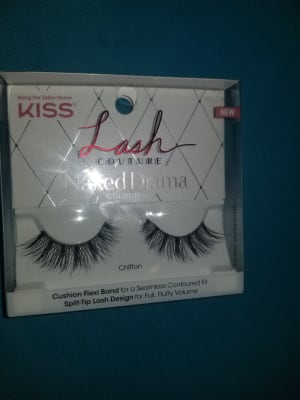 Bring the Salon Home
KISS
NEW
Lash
COUTURE
Naked Drama
COLLECTION
Chiffon
Cushion Flexi Band for a Seamless Contoured Fit
Split-Tip Lash Design for Full, Fluffy Volume